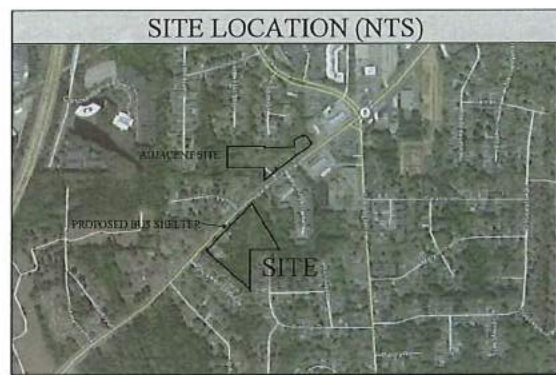 SITE LOCATION (NTS)
ADJACENT SITE
PROPOSED BUS SHELTER
SITE